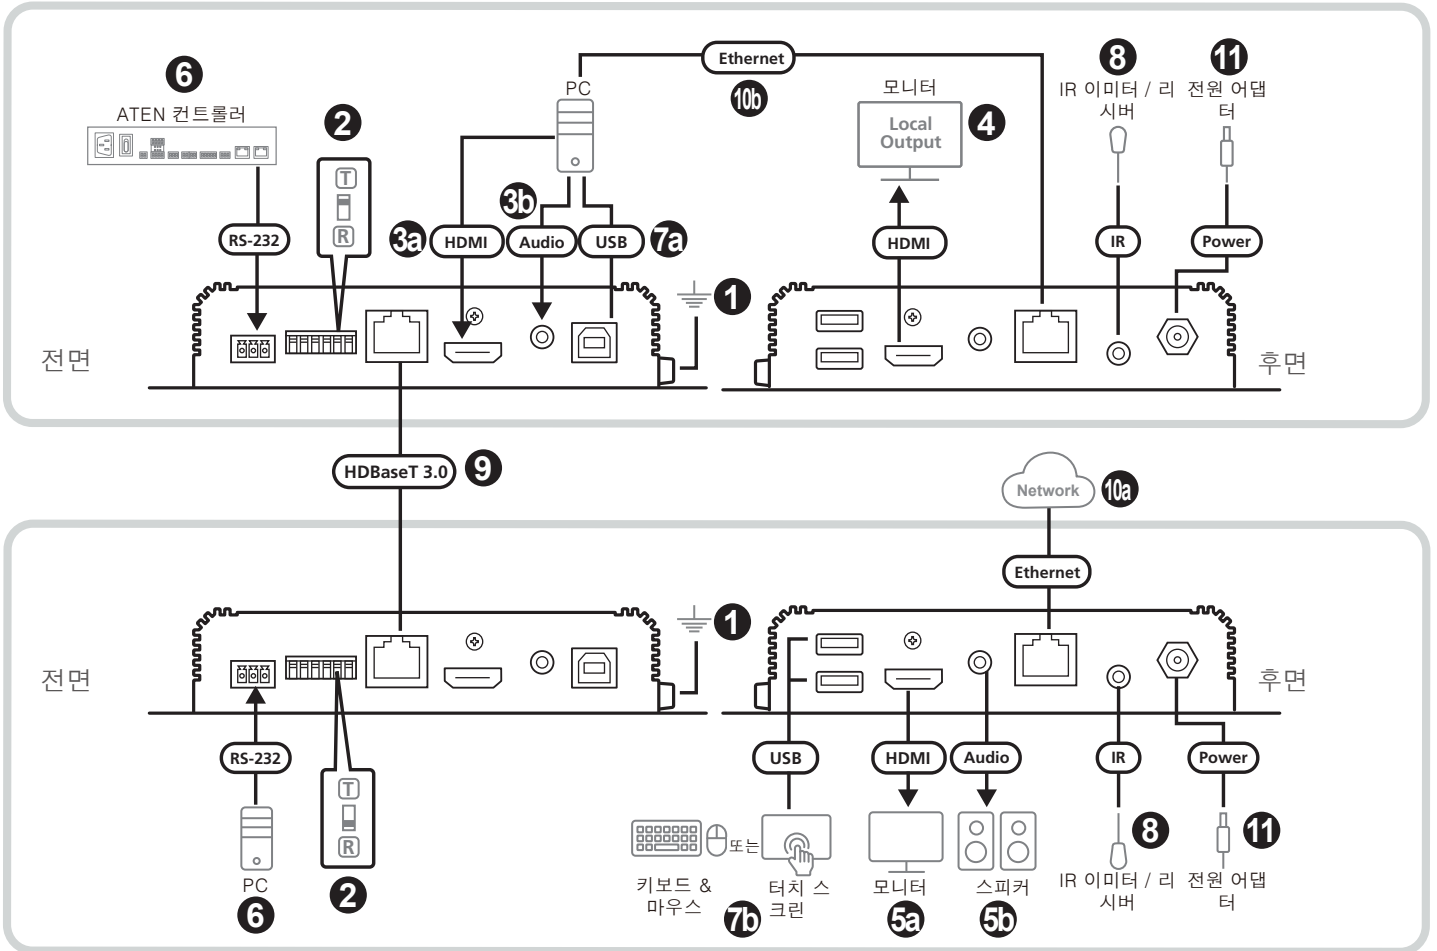 6
ATEN 컨트롤러
2
T
R
RS-232
PC
3b
3a
HDMI
Audio
USB
7a
1
전면
Ethernet
10b
모니터
Local
Output
4
HDMI
8
IR 이미터 / 리
시버
IR
11
전원 어댑
터
Power
후면
HDBaseT 3.0
9
Network
10a
Ethernet
1
전면
RS-232
PC
6
T
R
2
후면
USB
HDMI
Audio
IR
Power
키보드 &
마우스
또는
터치 스
크린
7b
모니터
5a
스피커
5b
8
IR 이미터 / 리
시버
11
전원 어댑
터